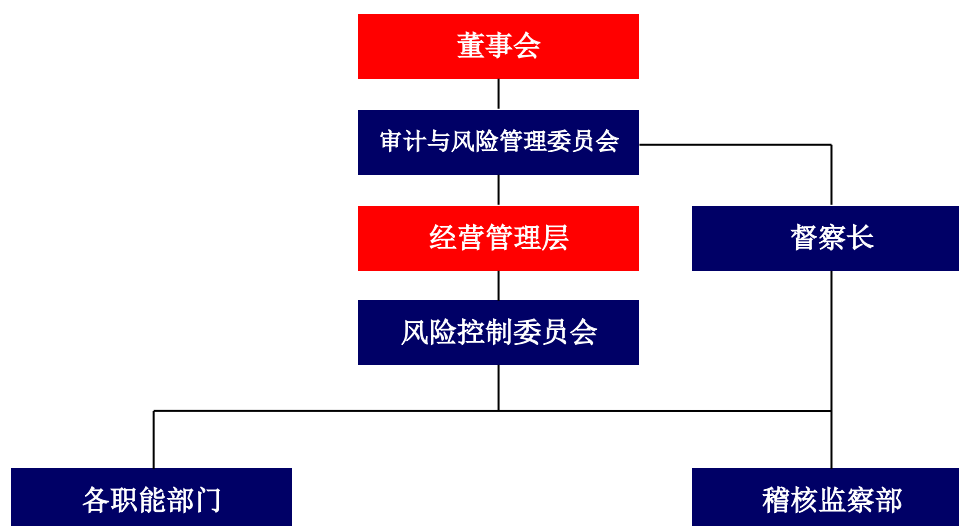 董事会
审计与风险管理委员会
经营管理层
督察长
风险控制委员会
各职能部门
稽核监察部